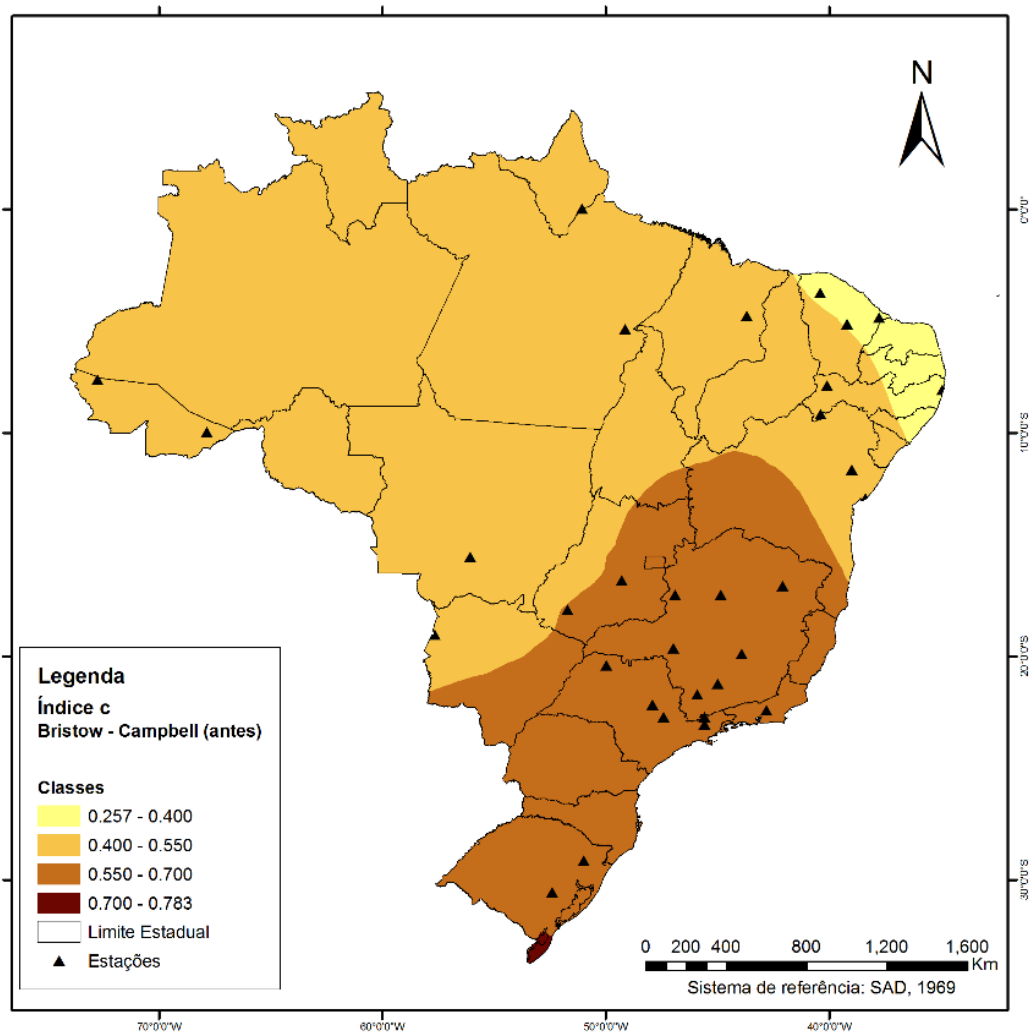 N
0°0'0"
10°0'0"S
20°0'0"S
30°0'0"S
Legenda
Índice c
Bristow - Campbell (antes)
Classes
0.257 - 0.400
0.400 - 0.550
0.550 - 0.700
0.700 - 0.783
Limite Estadual
Estações
0 200 400 800 1,200 1,600
Km
Sistema de referência: SAD, 1969
70°0'0"W 60°0'0"W 50°0'0"W 40°0'0"W